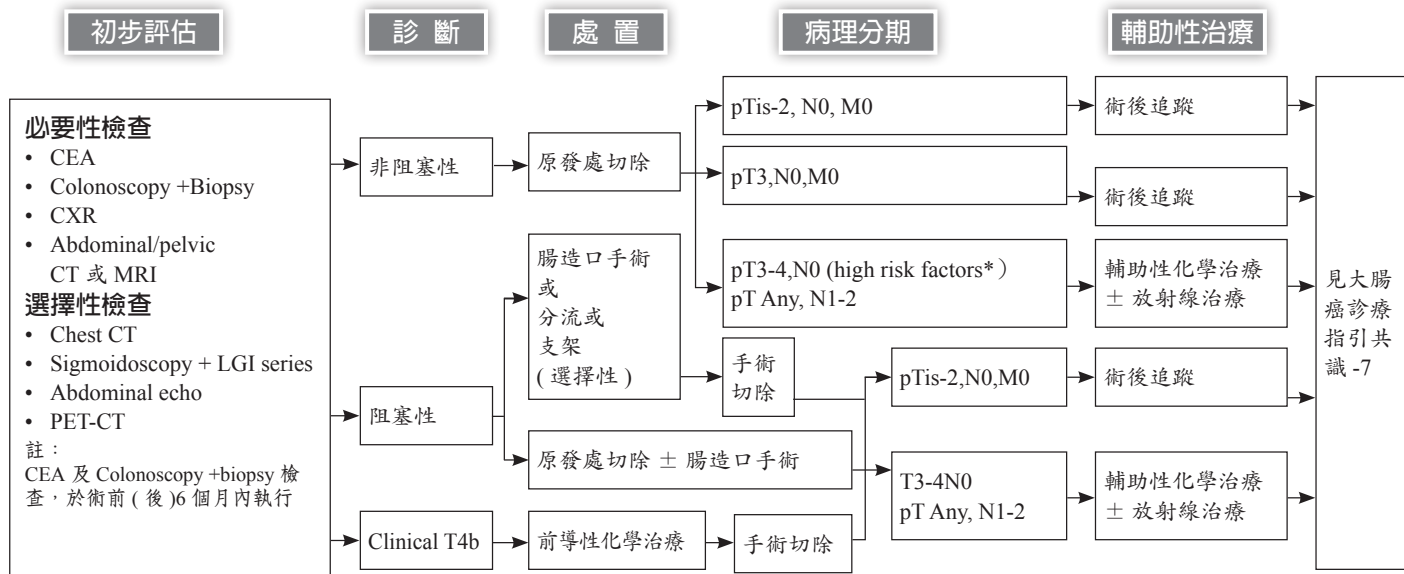 初步評估
診 斷
處 置
病理分期
輔助性治療
必要性檢查
• CEA
• Colonoscopy +Biopsy
• CXR
• Abdominal/pelvic
CT 或 MRI
選擇性檢查
• Chest CT
• Sigmoidoscopy + LGI series
• Abdominal echo
• PET-CT
註：
CEA 及 Colonoscopy +biopsy 檢
查，於術前 ( 後 )6 個月內執行
非阻塞性
阻塞性
Clinical T4b
原發處切除
腸造口手術
或
分流或
支架
( 選擇性 )
手術
切除
原發處切除 ± 腸造口手術
前導性化學治療
手術切除
pTis-2, N0, M0
pT3,N0,M0
pT3-4,N0 (high risk factors*）
pT Any, N1-2
pTis-2,N0,M0
T3-4N0
pT Any, N1-2
術後追蹤
術後追蹤
輔助性化學治療
± 放射線治療
術後追蹤
輔助性化學治療
± 放射線治療
見大腸
癌診療
指引共
識 -7